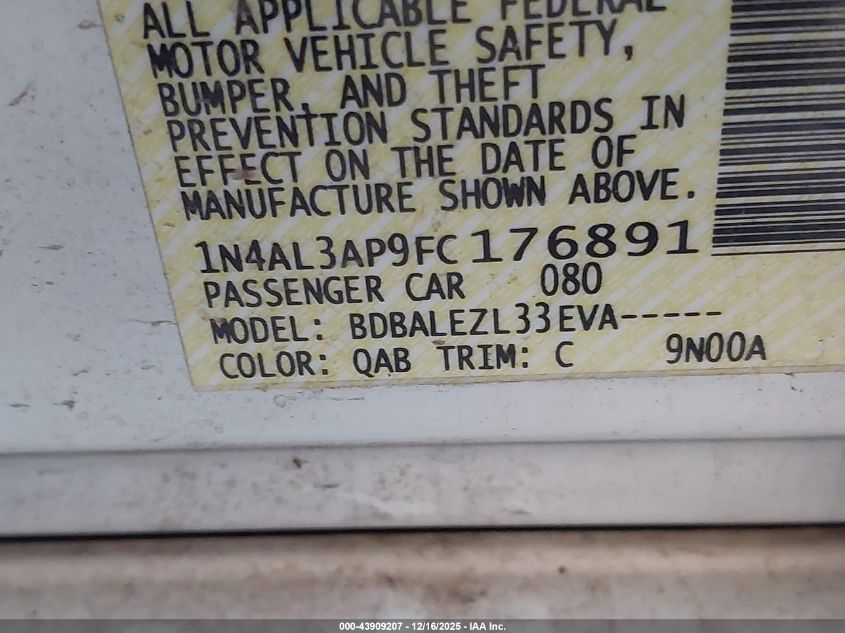 ALL APPLICABLE FEDERAL
MOTOR VEHICLE SAFETY,
BUMPER, AND THEFT
PREVENTION STANDARDS IN
EFFECT ON THE DATE OF
MANUFACTURE SHOWN ABOVE.
1N4AL3AP9FC176891
PASSENGER CAR 080
MODEL: BDBALEZL33EVA-----
COLOR: QAB TRIM: C 9N00A
000-43909207 - 12/16/2025 - IAA Inc.